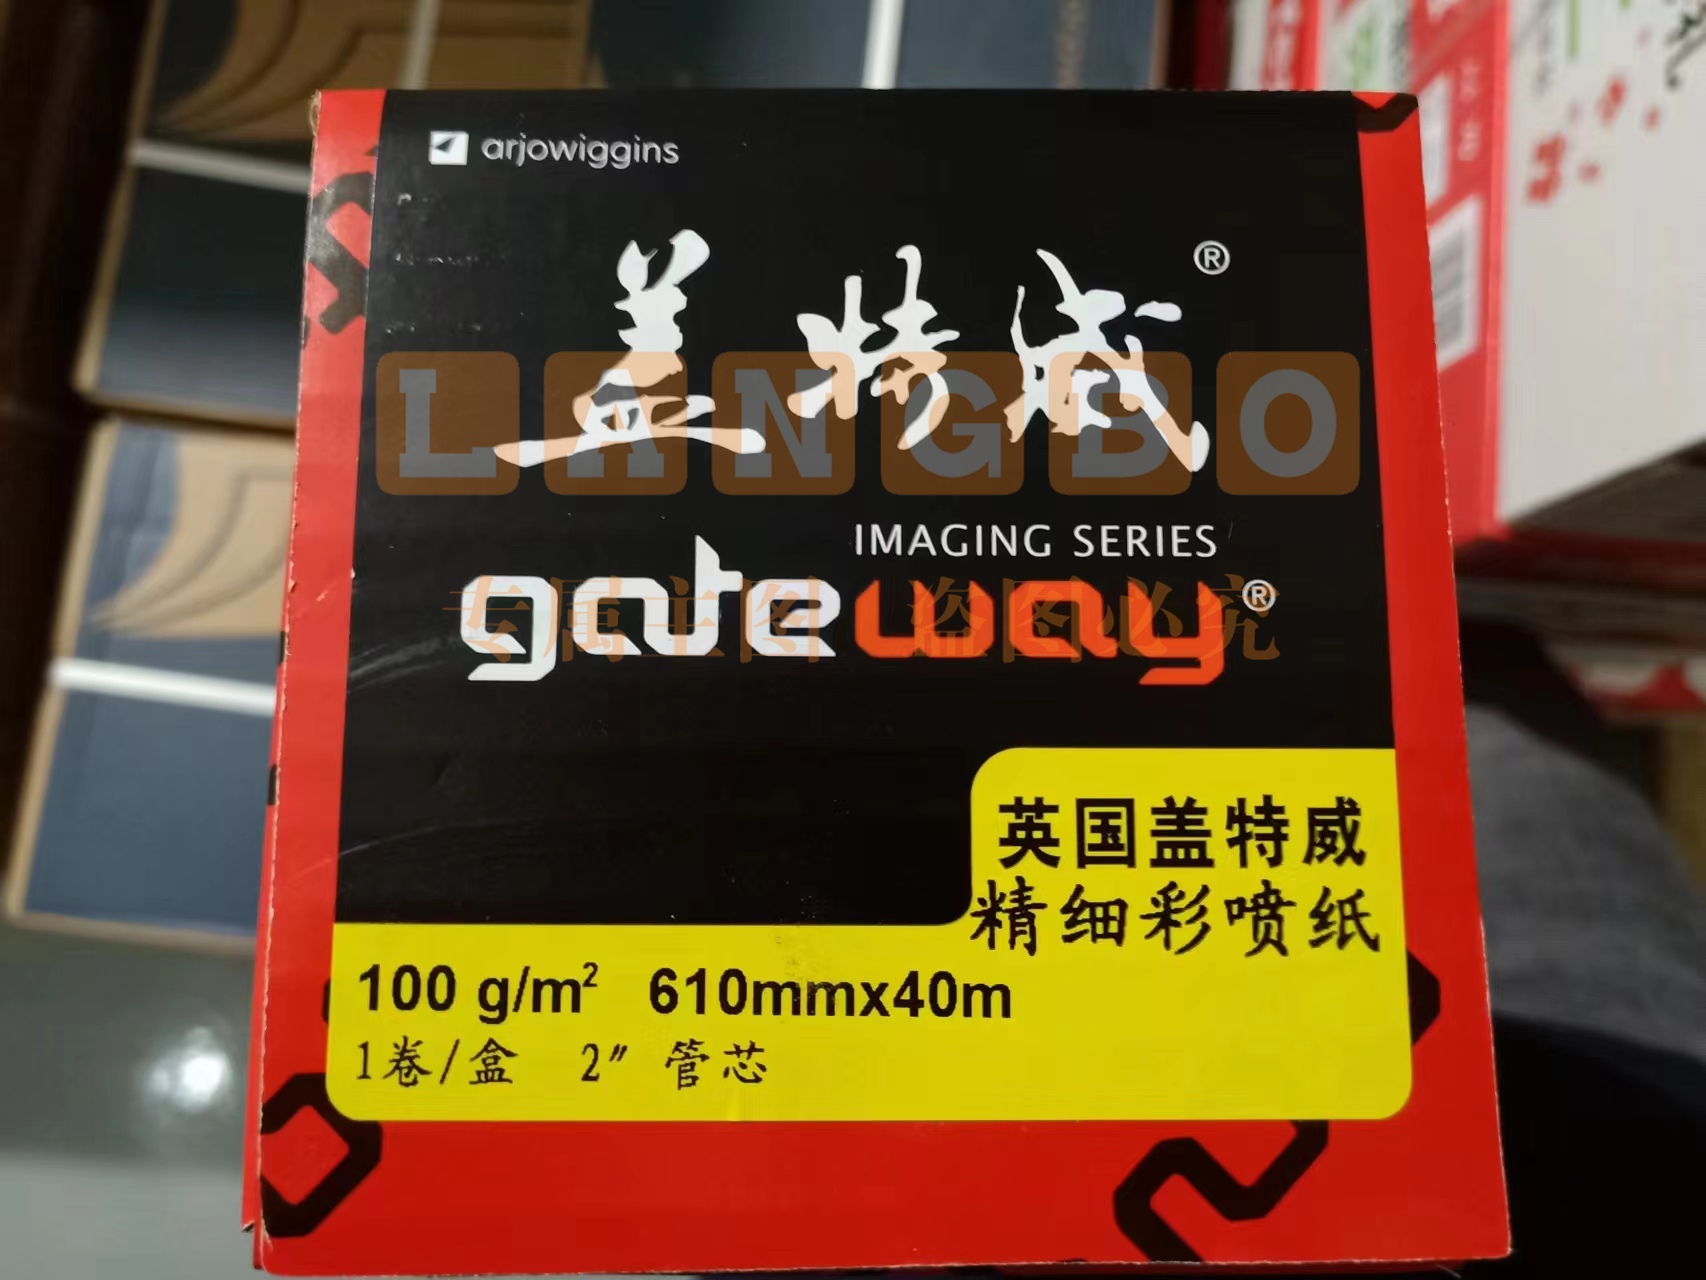 arjowiggins
盖特威®
LANGBO
IMAGING SERIES
gateway®
专属主图 盗图必究
英国盖特威
精细彩喷纸
100 g/m² 610mmx40m
1卷/盒 2" 管芯